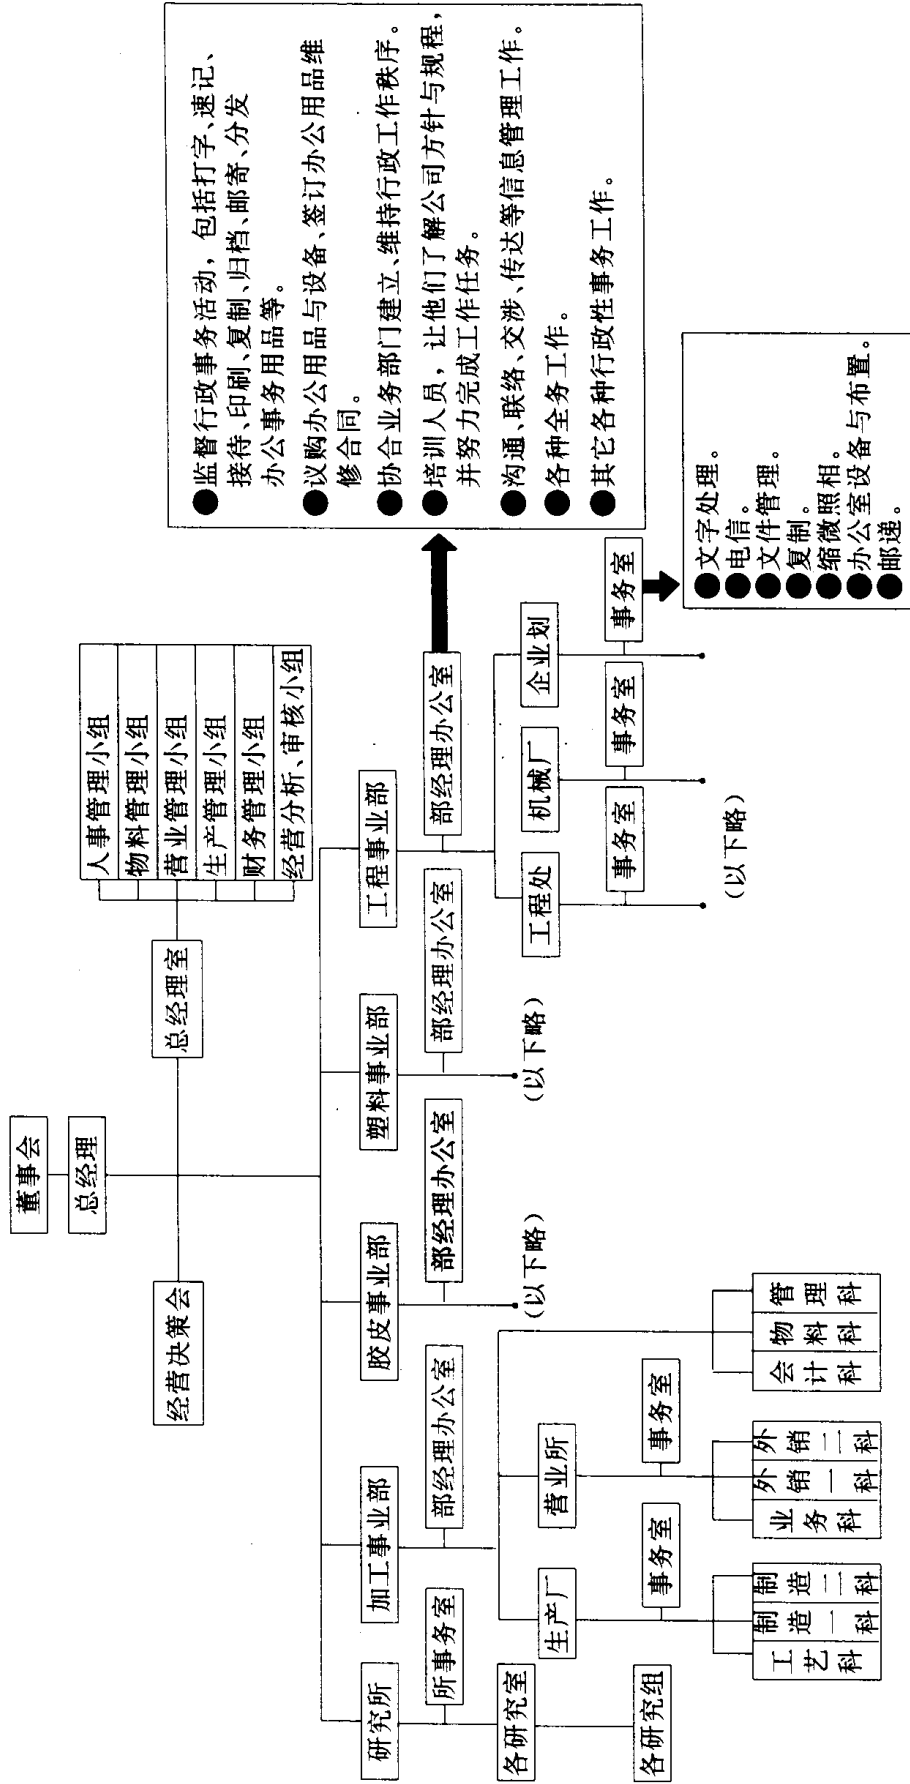 董事会
总经理
经营决策会
总经理室
人事管理小组
物料管理小组
营业管理小组
生产管理小组
财务管理小组
经营分析、审核小组
研究所
加工事业部
胶皮事业部
塑料事业部
工程事业部
所事务室
部经理办公室
部经理办公室
部经理办公室
部经理办公室
●监督行政事务活动，包括打字、速记、
接待、印刷、复制、归档、邮寄、分发
办公事务用品等。
●议购办公用品与设备、签订办公用品维
修合同。
●协合业务部门建立、维持行政工作秩序。
●培训人员，让他们了解公司方针与规程，
并努力完成工作任务。
●沟通、联络、交涉、传达等信息管理工作。
●各种全务工作。
●其它各种行政性事务工作。
各研究室
各研究组
生产厂
营业所
(以下略)
(以下略)
工程处
机械厂
企业划
事务室
事务室
事务室
事务室
事务室
(以下略)
●文字处理。
●电信。
●文件管理。
●复制。
●缩微照相。
●办公室设备与布置。
●邮递。
工艺科
制造一科
制造二科
业务科
外销一科
外销二科
会计科
物料科
管理科